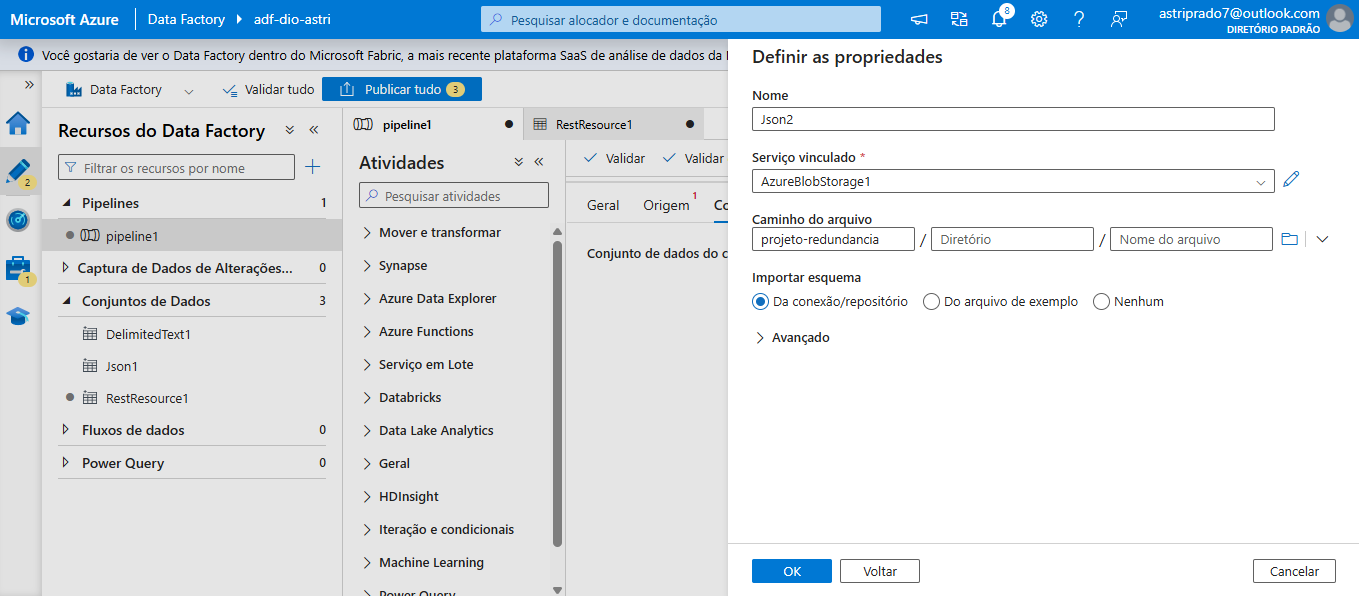 Microsoft Azure
Data Factory
adf-dio-astri
Pesquisar alocador e documentação
8
astriprado7@outlook.com
DIRETÓRIO PADRÃO
Você gostaria de ver o Data Factory dentro do Microsoft Fabric, a mais recente plataforma SaaS de análise de dados da
Data Factory
Validar tudo
Publicar tudo
3
2
1
Recursos do Data Factory
Filtrar os recursos por nome
Pipelines
1
pipeline1
Captura de Dados de Alterações...
0
Conjuntos de Dados
3
DelimitedText1
Json1
RestResource1
Fluxos de dados
0
Power Query
0
pipeline1
RestResource1
Atividades
Pesquisar atividades
Mover e transformar
Synapse
Azure Data Explorer
Azure Functions
Serviço em Lote
Databricks
Data Lake Analytics
Geral
HDInsight
Iteração e condicionais
Machine Learning
Power Query
Validar
Validar
Geral
Origem
1
Conjunto de dados do
Definir as propriedades
Nome
Json2
Serviço vinculado *
AzureBlobStorage1
Caminho do arquivo
projeto-redundancia / Diretório / Nome do arquivo
Importar esquema
Da conexão/repositório Do arquivo de exemplo Nenhum
Avançado
OK
Voltar
Cancelar